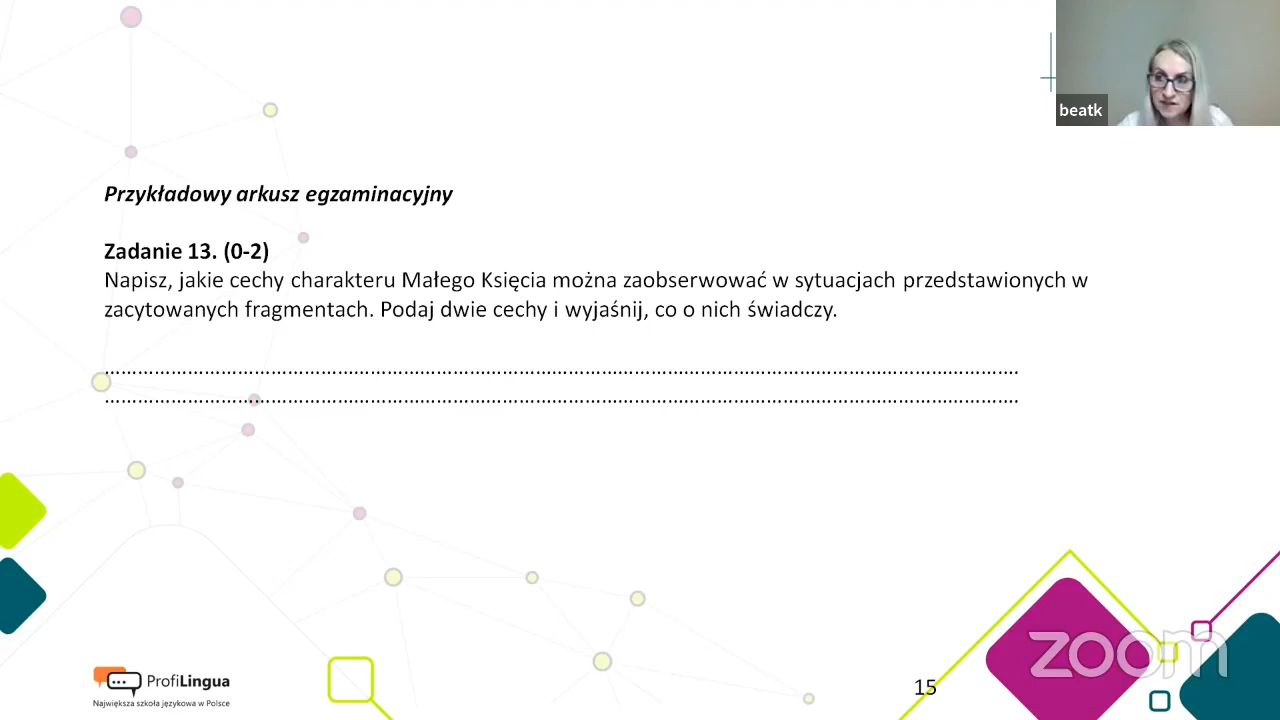 beatk
Przykładowy arkusz egzaminacyjny
Zadanie 13. (0-2)
Napisz, jakie cechy charakteru Małego Księcia można zaobserwować w sytuacjach przedstawionych w
zacytowanych fragmentach. Podaj dwie cechy i wyjaśnij, co o nich świadczy.
ProfiLingua
Największa szkoła językowa w Polsce
15
zoom